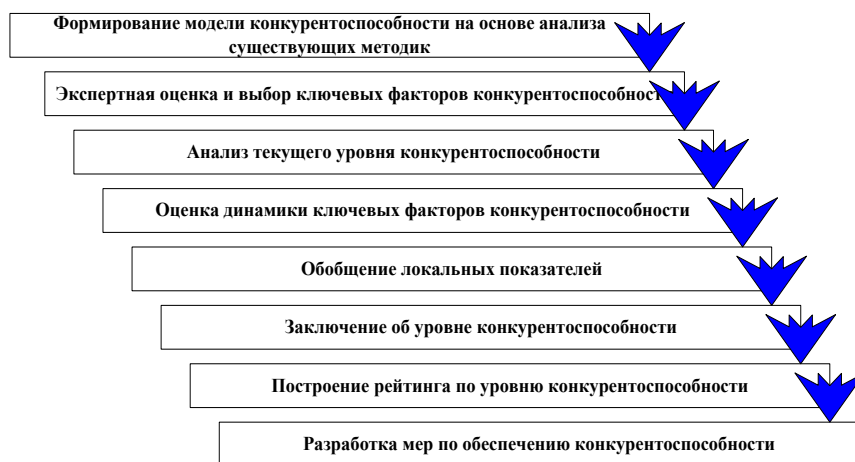 Формирование модели конкурентоспособности на основе анализа
существующих методик
Экспертная оценка и выбор ключевых факторов конкурентоспособност
Анализ текущего уровня конкурентоспособности
Оценка динамики ключевых факторов конкурентоспособности
Обобщение локальных показателей
Заключение об уровне конкурентоспособности
Построение рейтинга по уровню конкурентоспособности
Разработка мер по обеспечению конкурентоспособности